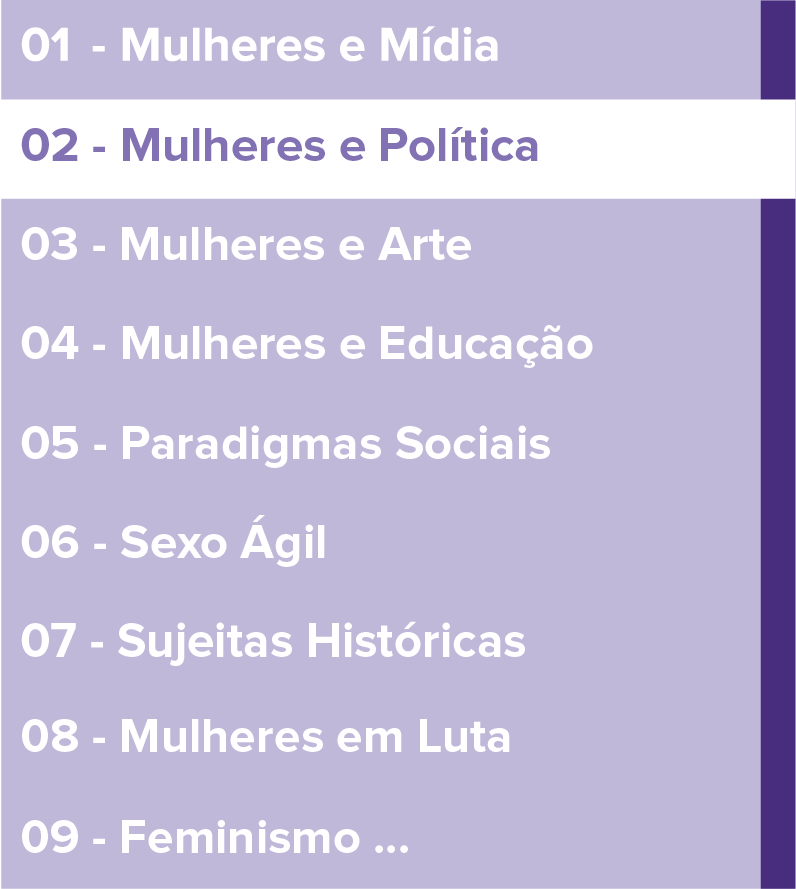 01 - Mulheres e Mídia
02 - Mulheres e Política
03 - Mulheres e Arte
04 - Mulheres e Educação
05 - Paradigmas Sociais
06 - Sexo Ágil
07 - Sujeitas Históricas
08 - Mulheres em Luta
09 - Feminismo ...